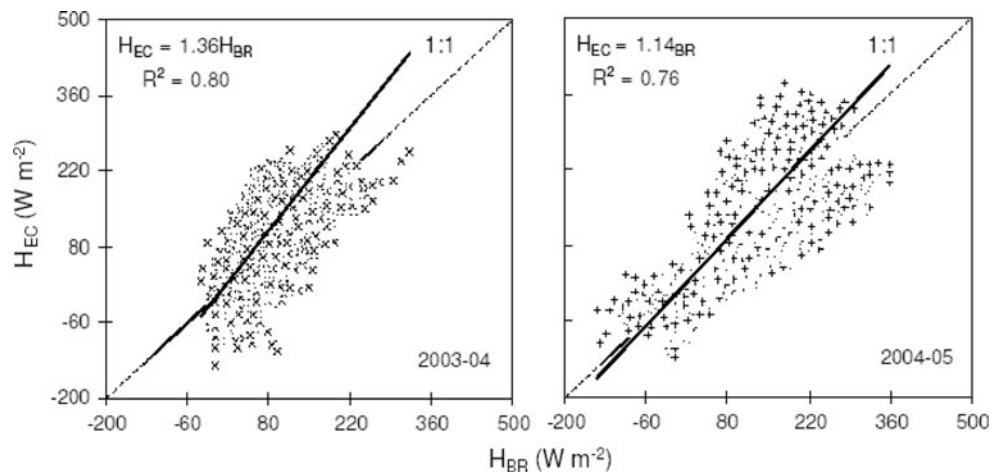 500
360
220
80
-60
-200
H_EC (W m⁻²)
H_EC = 1.36H_BR
R² = 0.80
1:1
2003-04
-200 -60 80 220 360 500
H_EC = 1.14_BR
R² = 0.76
1:1
2004-05
-200 -60 80 220 360 500
H_BR (W m⁻²)